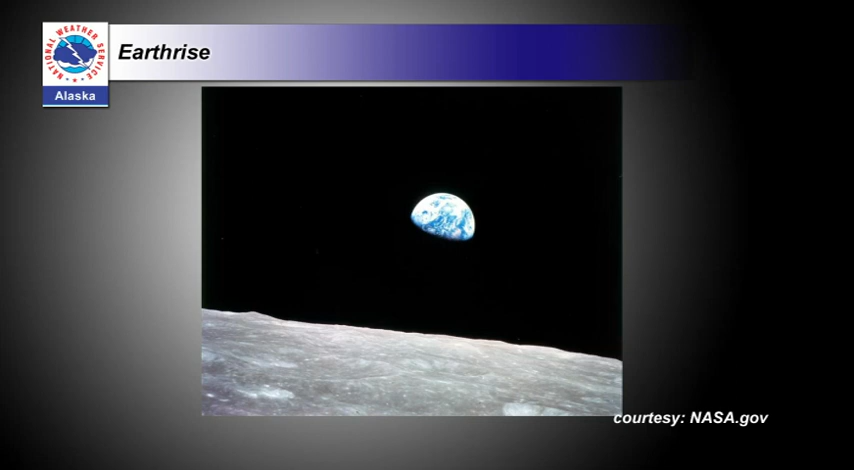 NATIONAL WEATHER SERVICE
Earthrise
Alaska
courtesy: NASA.gov